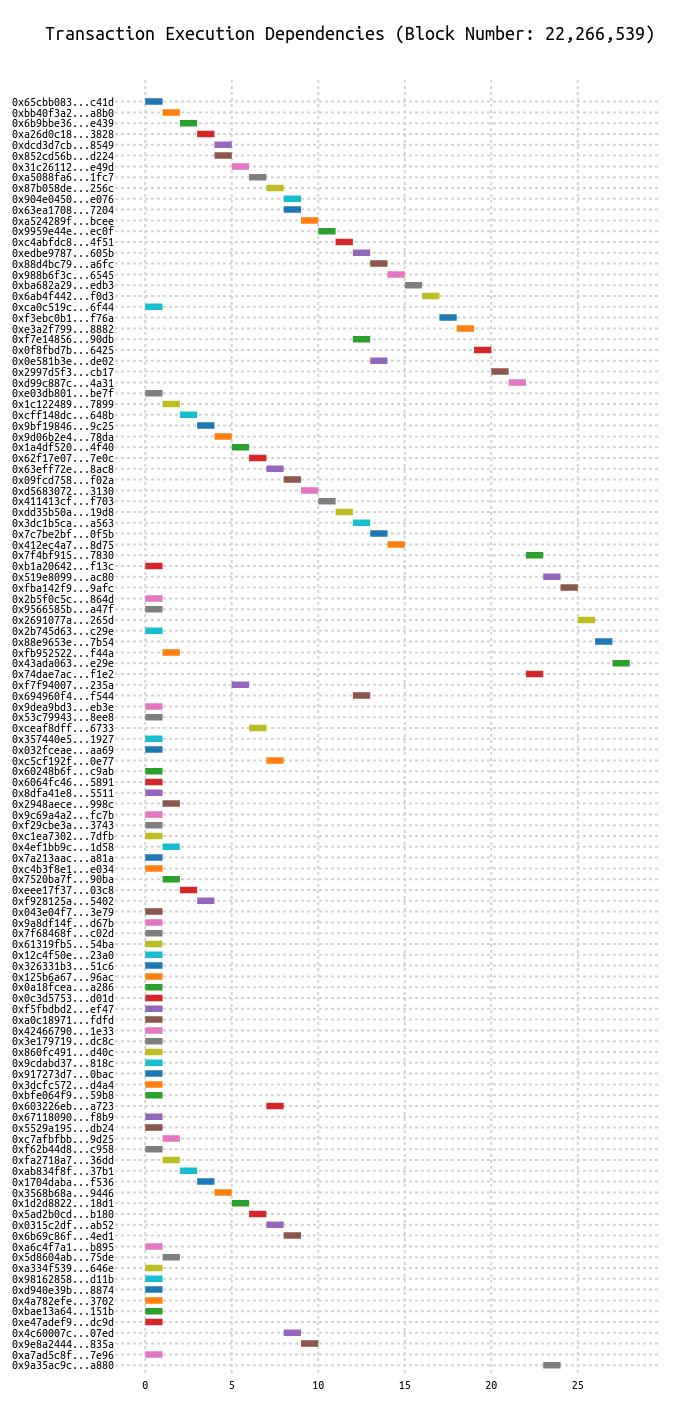 Transaction Execution Dependencies (Block Number: 22,266,539)
0x65cbb083...c41d
0xbb40f3a2...a8b0
0x6b9bbe36...e439
0xa26d0c18...3828
0xdcd3d7cb...8549
0x852cd56b...d224
0x31c26112...e49d
0xa5088fa6...1fc7
0x87b058de...256c
0x904e0450...e076
0x63ea1708...7204
0xa524289f...bcee
0x9959e44e...ec0f
0xc4abfdc8...4f51
0xedbe9787...605b
0x88d4bc79...a6fc
0x988b6f3c...6545
0xba682a29...edb3
0x6ab4f442...f0d3
0xca0c519c...6f44
0xf3ebc0b1...f76a
0xe3a2f799...8882
0xf7e14856...90db
0x0f8fbd7b...6425
0x0e581b3e...de02
0x2997d5f3...cb17
0xd99c887c...4a31
0xe03db801...be7f
0x1c122489...7899
0xcff148dc...648b
0x9bf19846...9c25
0x9d06b2e4...78da
0x1a4df520...4f40
0x62f17e07...7e0c
0x63eff72e...8ac8
0x09fcd758...f02a
0xd5683072...3130
0x411413cf...f703
0xdd35b50a...19d8
0x3dc1b5ca...a563
0x7c7be2bf...0f5b
0x412ec4a7...8d75
0x7f4bf915...7830
0xb1a20642...f13c
0x519e8099...ac80
0xfba142f9...9afc
0x2b5f0c5c...864d
0x9566585b...a47f
0x2691077a...265d
0x2b745d63...c29e
0x88e9653e...7b54
0xfb952522...f44a
0x43ada063...e29e
0x74dae7ac...f1e2
0xf7f94007...235a
0x694960f4...f544
0x9dea9bd3...eb3e
0x53c79943...8ee8
0xceaf8dff...6733
0x357440e5...1927
0x032fceae...aa69
0xc5cf192f...0e77
0x60248b6f...c9ab
0x6064fc46...5891
0x8dfa41e8...5511
0x2948aece...998c
0x9c69a4a2...fc7b
0xf29cbe3a...3743
0xc1ea7302...7dfb
0x4ef1bb9c...1d58
0x7a213aac...a81a
0xc4b3f8e1...e034
0x7520ba7f...90ba
0xeee17f37...03c8
0xf928125a...5402
0x043e04f7...3e79
0x9a8df14f...d67b
0x7f68468f...c02d
0x61319fb5...54ba
0x12c4f50e...23a0
0x326331b3...51c6
0x125b6a67...96ac
0x0a18fcea...a286
0x0c3d5753...d01d
0xf5fbdbd2...ef47
0xa0c18971...fdfd
0x42466790...1e33
0x3e179719...dc8c
0x860fc491...d40c
0x9cdabd37...818c
0x917273d7...0bac
0x3dcfc572...d4a4
0xbfe064f9...59b8
0x603226eb...a723
0x67118090...f8b9
0x5529a195...db24
0xc7afbfbb...9d25
0xf62b44d8...c958
0xfa2718a7...36dd
0xab834f8f...37b1
0x1704daba...f536
0x3568b68a...9446
0x1d2d8822...18d1
0x5ad2b0cd...b180
0x0315c2df...ab52
0x6b69c86f...4ed1
0xa6c4f7a1...b895
0x5d8604ab...75de
0xa334f539...646e
0x98162858...d11b
0xd940e39b...8874
0x4a782efe...3702
0xbae13a64...151b
0xe47adef9...dc9d
0x4c60007c...07ed
0x9e8a2444...835a
0xa7ad5c8f...7e96
0x9a35ac9c...a880
0 5 10 15 20 25